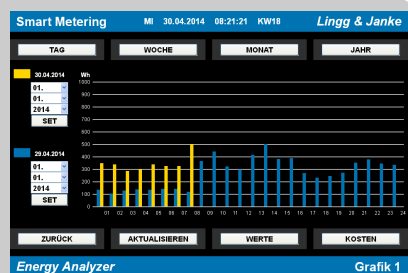 Smart Metering MI 30.04.2014 08:21:21 KW18 Lingg & Janke
TAG WOCHE MONAT JAHR
30.04.2014 Wh
01.
01.
2014
SET
29.04.2014
01.
01.
2014
SET
1000
900
800
700
600
500
400
300
200
100
0
01 02 03 04 05 06 07 08 09 10 11 12 13 14 15 16 17 18 19 20 21 22 23 24
ZURÜCK AKTUALISIEREN WERTE KOSTEN
Energy Analyzer Grafik 1